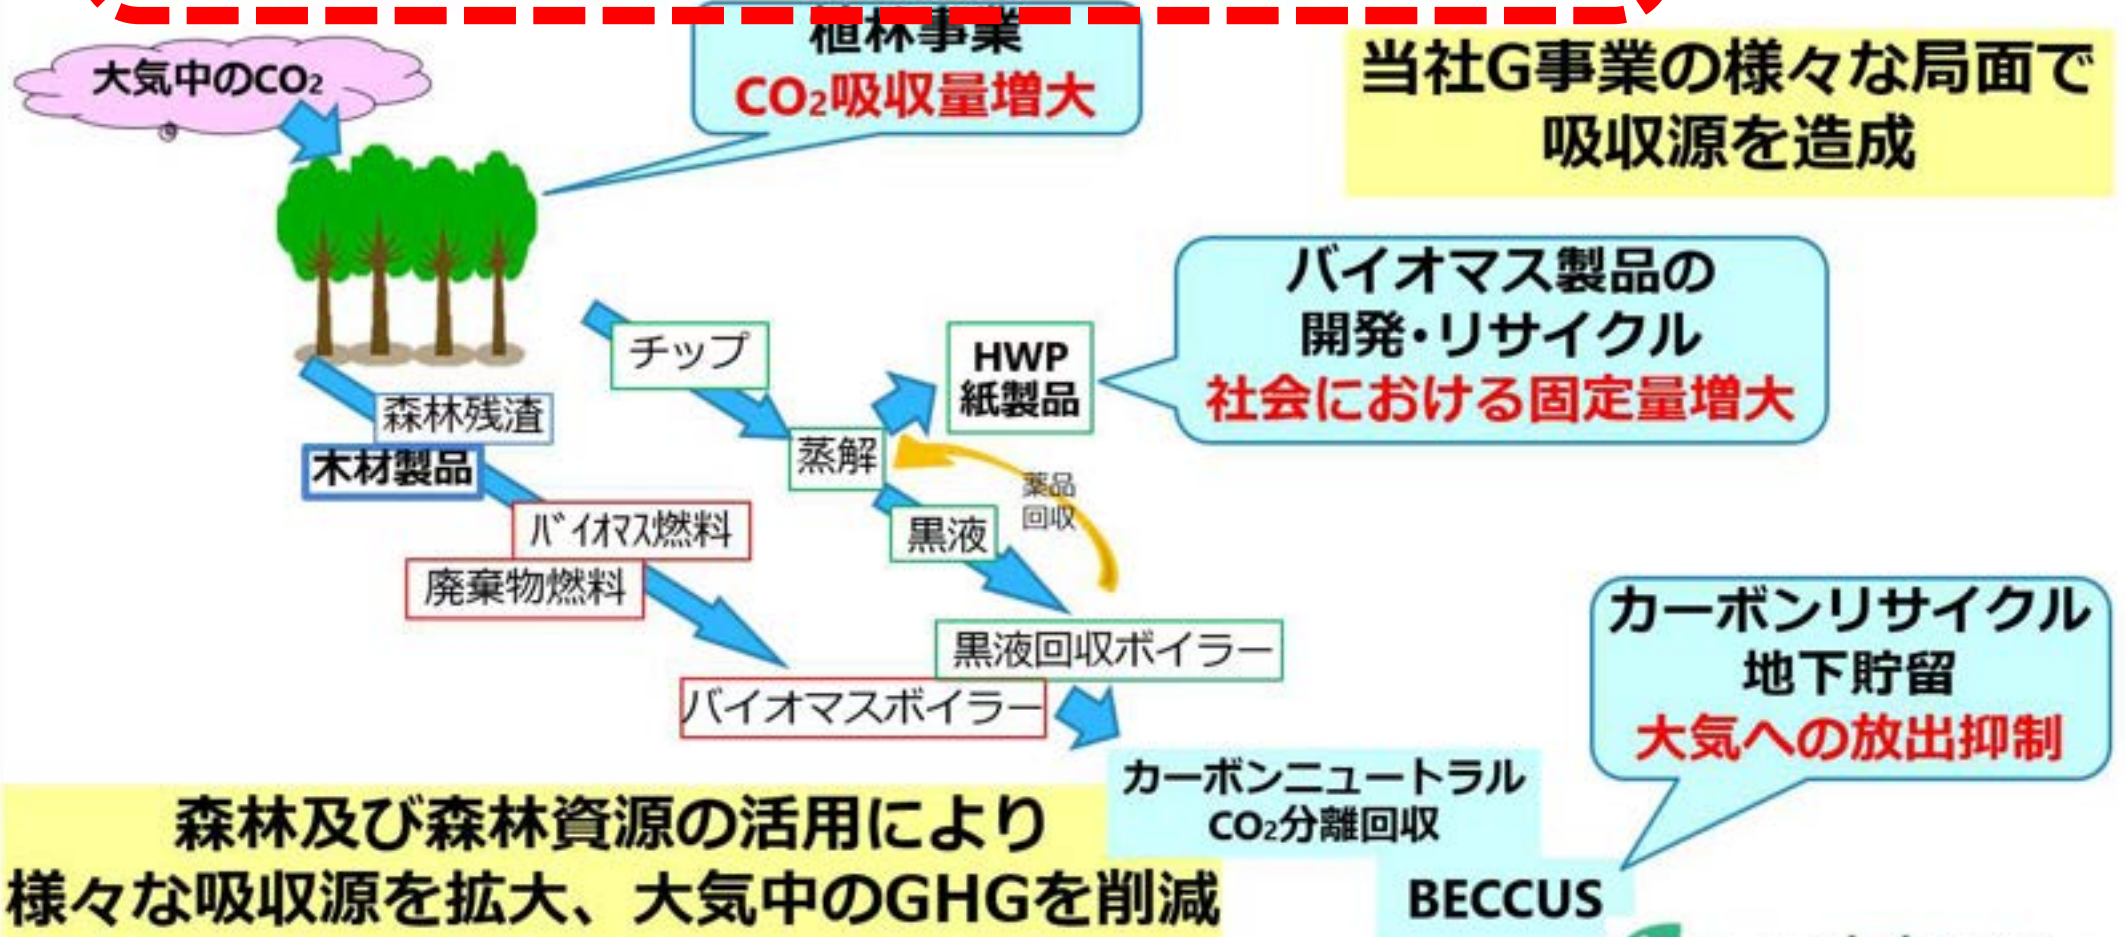 植林事業
CO₂吸収量増大
大気中のCO₂
当社G事業の様々な局面で
吸収源を造成
バイオマス製品の
開発・リサイクル
社会における固定量増大
チップ
HWP
紙製品
森林残渣
木材製品
蒸解
薬品
回収
バイオマス燃料
黒液
廃棄物燃料
黒液回収ボイラー
バイオマスボイラー
カーボンリサイクル
地下貯留
大気への放出抑制
カーボンニュートラル
CO₂分離回収
BECCUS
森林及び森林資源の活用により
様々な吸収源を拡大、大気中のGHGを削減